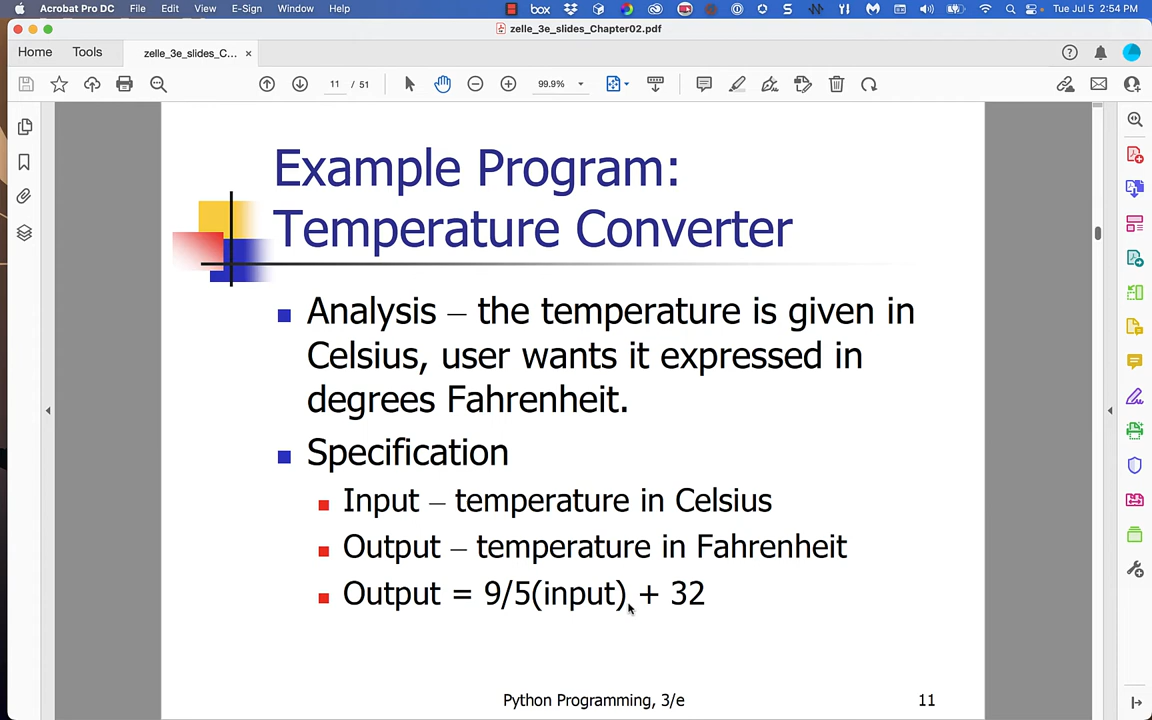 Acrobat Pro DC File Edit View E-Sign Window Help box Tue Jul 5 2:54 PM
zelle_3e_slides_Chapter02.pdf
Home Tools zelle_3e_slides_C... ×
11 / 51 99.9%
Example Program:
Temperature Converter
Analysis – the temperature is given in
Celsius, user wants it expressed in
degrees Fahrenheit.
Specification
Input – temperature in Celsius
Output – temperature in Fahrenheit
Output = 9/5(input) + 32
Python Programming, 3/e 11